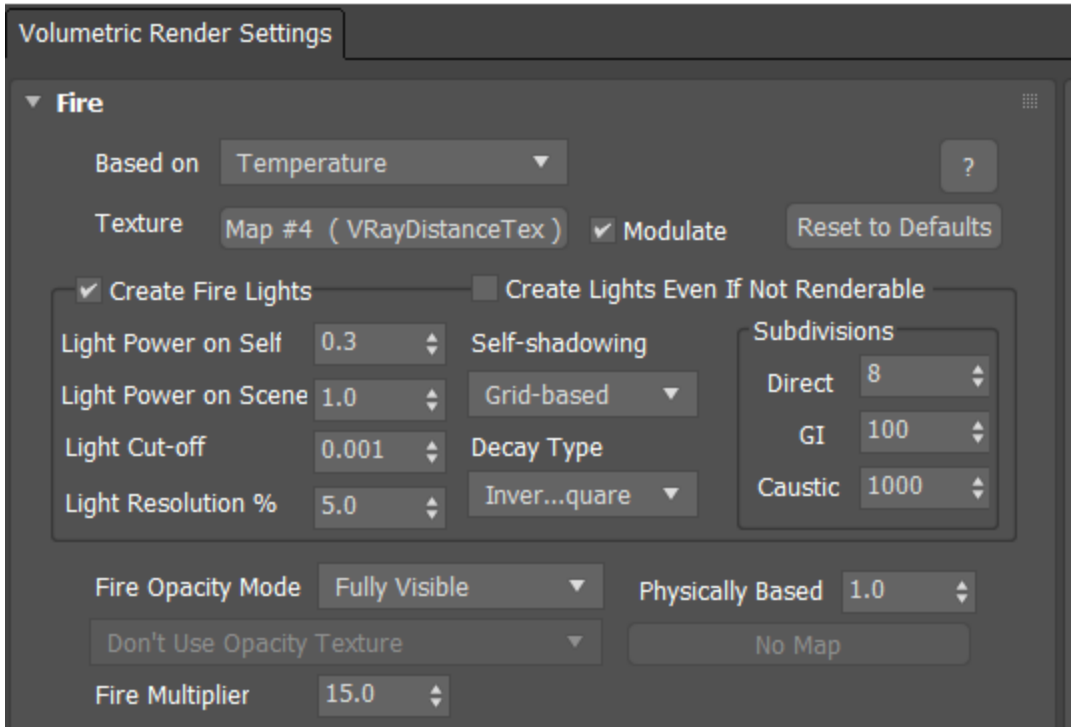 Volumetric Render Settings
Fire
Based on Temperature ?
Texture Map #4 ( VRayDistanceTex ) Modulate Reset to Defaults
Create Fire Lights Create Lights Even If Not Renderable
Light Power on Self 0.3 Self-shadowing Subdivisions
Light Power on Scene 1.0 Grid-based Direct 8
Light Cut-off 0.001 Decay Type GI 100
Light Resolution % 5.0 Inver...quare Caustic 1000
Fire Opacity Mode Fully Visible Physically Based 1.0
Don't Use Opacity Texture No Map
Fire Multiplier 15.0